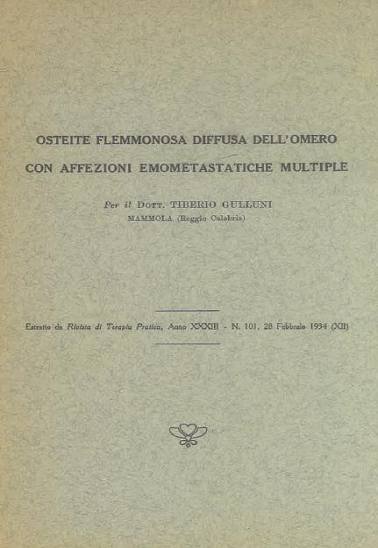 OSTEITE FLEMMONOSA DIFFUSA DELL'OMERO
CON AFFEZIONI EMOMETASTATICHE MULTIPLE
Per il DOTT. TIBERIO GULLUNI
MAMMOLA (Reggio Calabria)
Estratto da Rivista di Terapia Pratica, Anno XXXIII - N. 101, 28 Febbraio 1934 (XII)